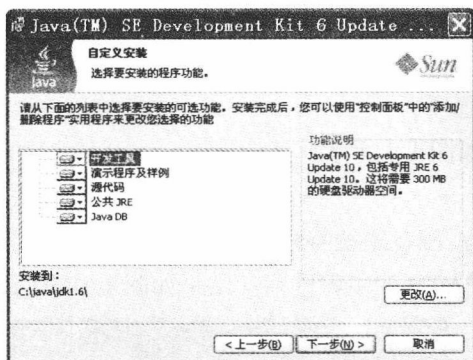 Java(TM) SE Development Kit 6 Update ...
自定义安装
选择要安装的程序功能。
Java
Sun
请从下面的列表中选择要安装的可选功能。安装完成后，您可以使用"控制面板"中的"添加/
删除程序"实用程序来更改您选择的功能
开发工具
演示程序及样例
源代码
公共 JRE
Java DB
功能说明
Java(TM) SE Development Kit 6
Update 10，包括专用 JRE 6
Update 10。这将需要 300 MB
的硬盘驱动器空间。
安装到：
C:\java\jdk1.6\
更改(A)...
<上一步(B)
下一步(N) >
取消